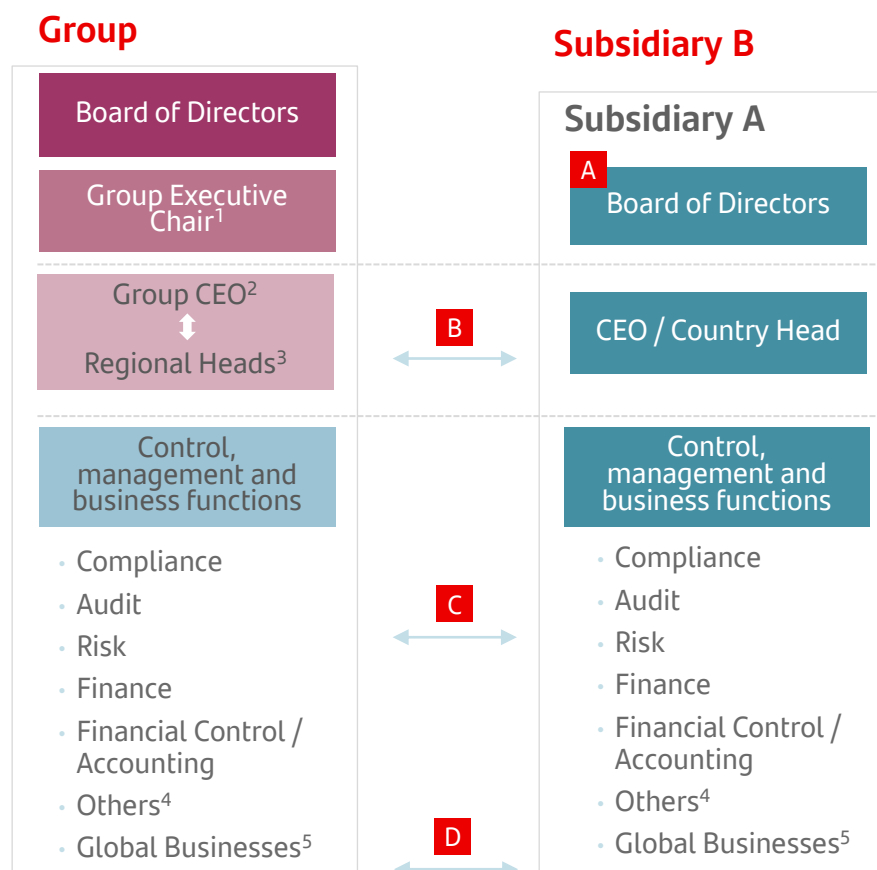 Group
Board of Directors
Group Executive
Chair¹
Group CEO²
Regional Heads³
Control,
management and
business functions
· Compliance
· Audit
· Risk
· Finance
· Financial Control /
Accounting
· Others⁴
· Global Businesses⁵
B
C
D
Subsidiary B
Subsidiary A
A
Board of Directors
CEO / Country Head
Control,
management and
business functions
· Compliance
· Audit
· Risk
· Finance
· Financial Control /
Accounting
· Others⁴
· Global Businesses⁵